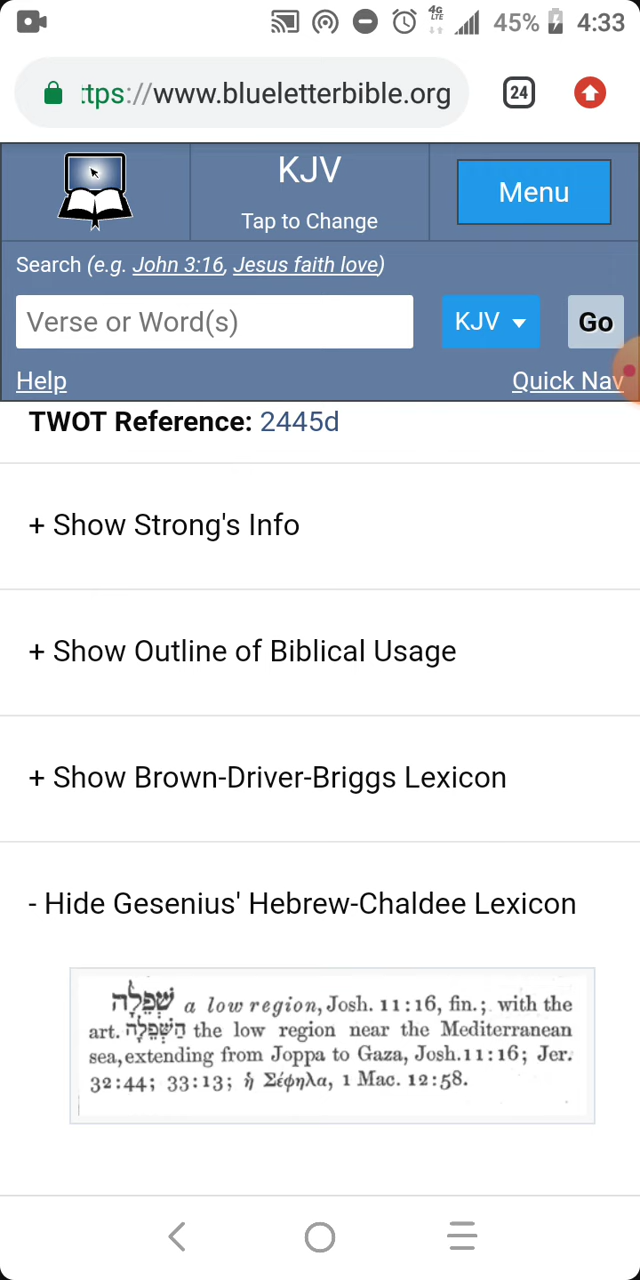 4G
LTE
45%
4:33
ttps://www.blueletterbible.org
24
KJV
Tap to Change
Menu
Search (e.g. John 3:16, Jesus faith love)
Verse or Word(s)
KJV
Go
Help
Quick Nav
TWOT Reference: 2445d
+ Show Strong's Info
+ Show Outline of Biblical Usage
+ Show Brown-Driver-Briggs Lexicon
- Hide Gesenius' Hebrew-Chaldee Lexicon
שְׁפֵלָה a low region, Josh. 11:16, fin.; with the
art. הַשְּׁפֵלָה the low region near the Mediterranean
sea, extending from Joppa to Gaza, Josh. 11:16; Jer.
32:44; 33:13; ἡ Σέφηλα, 1 Mac. 12:58.